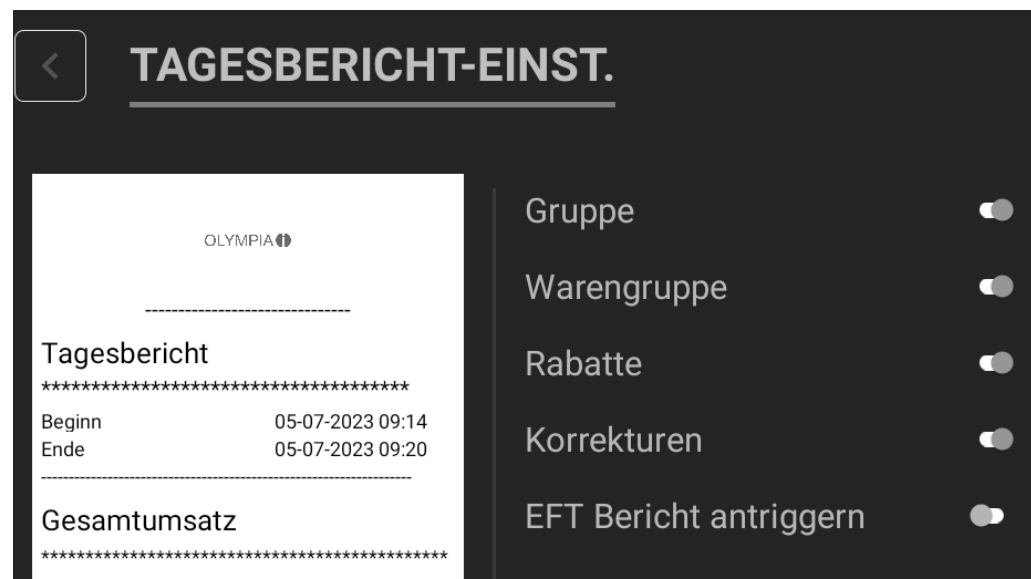 TAGESBERICHT-EINST.
OLYMPIA
------------------------------
Tagesbericht
*************************************
Beginn 05-07-2023 09:14
Ende 05-07-2023 09:20
--------------------------------------------------------------------
Gesamtumsatz
**********************************************
Gruppe
Warengruppe
Rabatte
Korrekturen
EFT Bericht antriggern